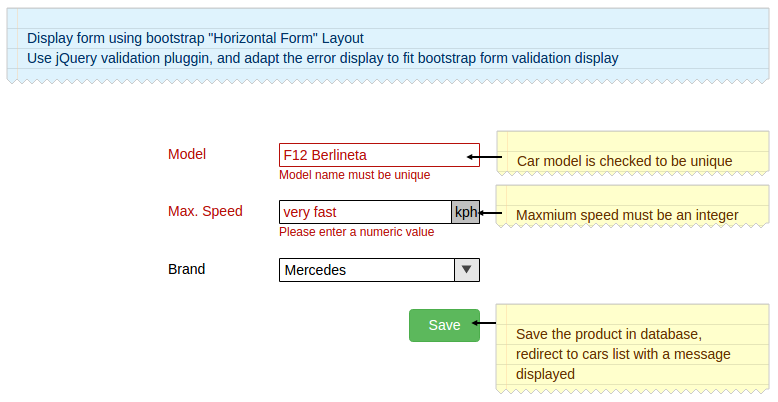 Display form using bootstrap "Horizontal Form" Layout
Use jQuery validation pluggin, and adapt the error display to fit bootstrap form validation display
Model
F12 Berlineta
Model name must be unique
Car model is checked to be unique
Max. Speed
very fast
kph
Please enter a numeric value
Maxmium speed must be an integer
Brand
Mercedes
Save
Save the product in database,
redirect to cars list with a message
displayed